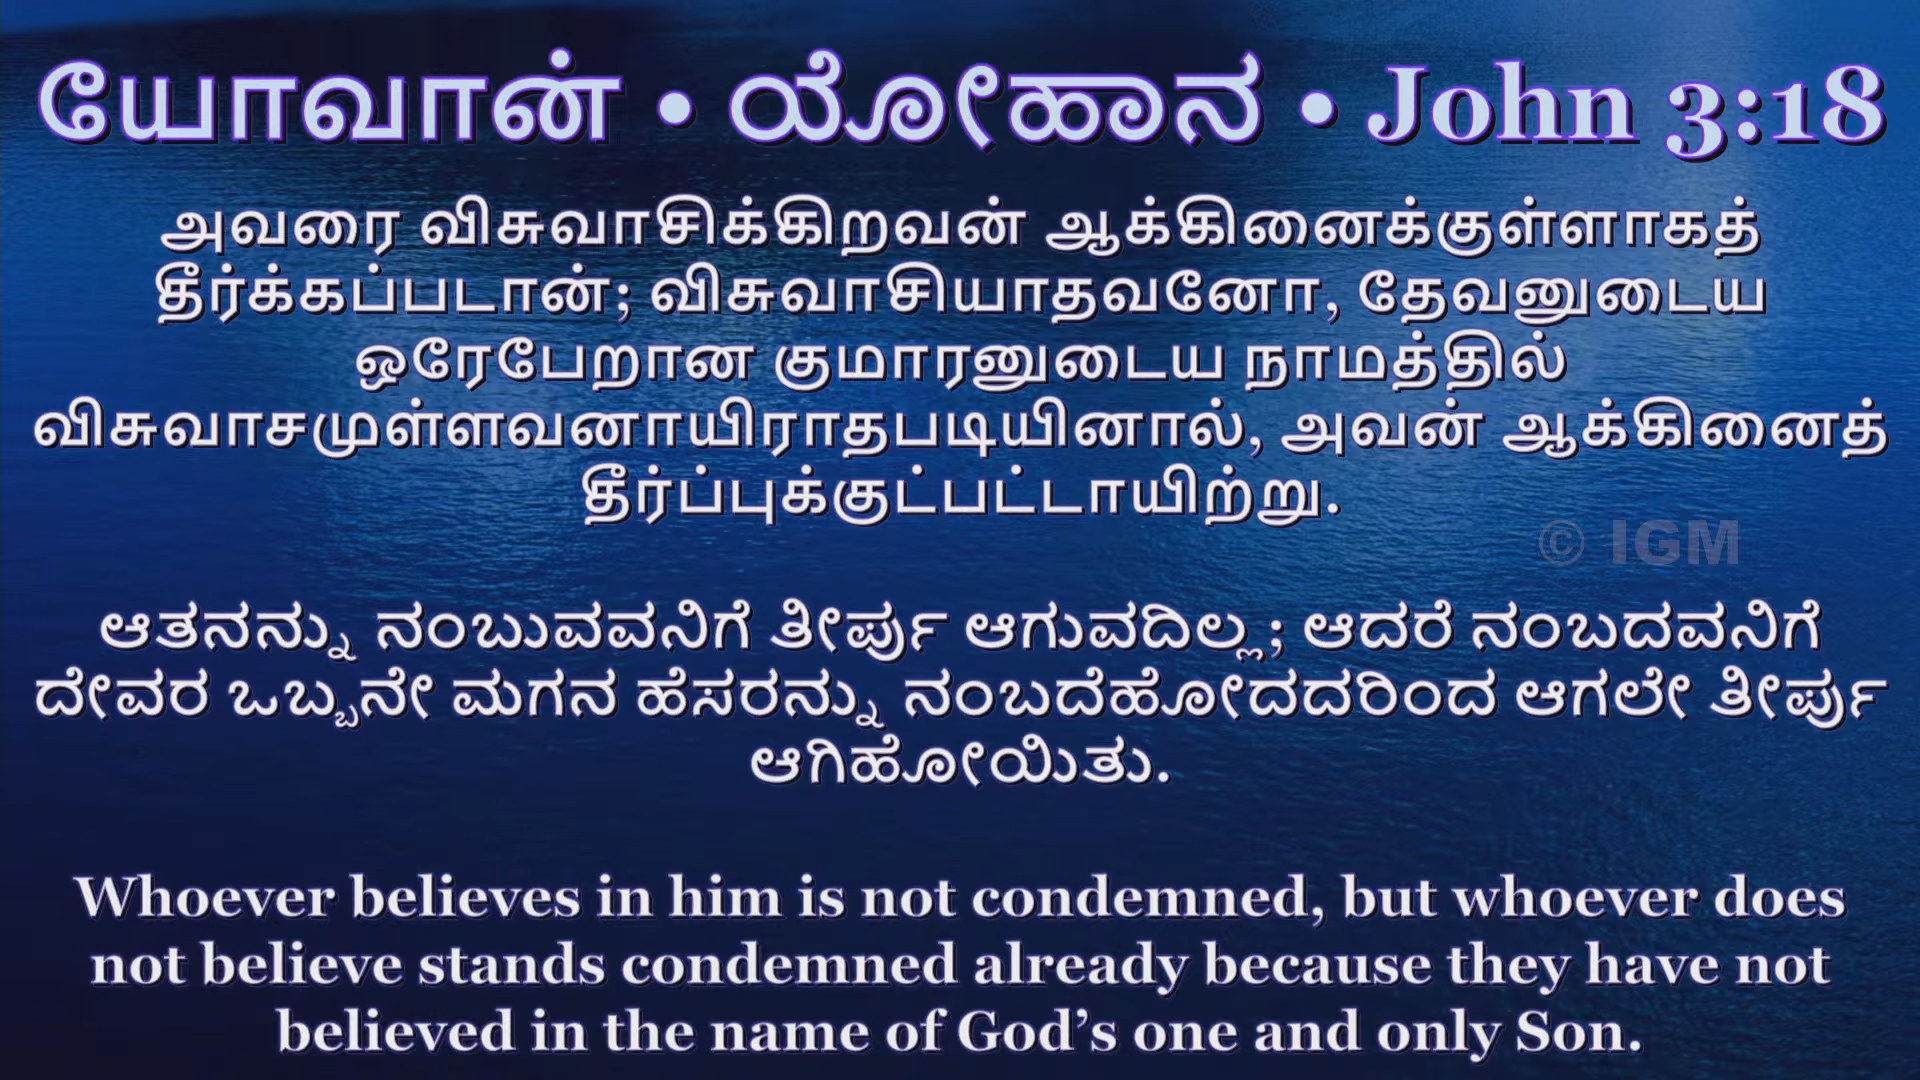 யோவான் • ಯೋಹಾನ • John 3:18
அவரை விசுவாசிக்கிறவன் ஆக்கினைக்குள்ளாகத்
தீர்க்கப்படான்; விசுவாசியாதவனோ, தேவனுடைய
ஒரேபேறான குமாரனுடைய நாமத்தில்
விசுவாசமுள்ளவனாயிராதபடியினால், அவன் ஆக்கினைத்
தீர்ப்புக்குட்பட்டாயிற்று.
© IGM
ಆತನನ್ನು ನಂಬುವವನಿಗೆ ತೀರ್ಪು ಆಗುವದಿಲ್ಲ; ಆದರೆ ನಂಬದವನಿಗೆ
ದೇವರ ಒಬ್ಬನೇ ಮಗನ ಹೆಸರನ್ನು ನಂಬದೆಹೋದದರಿಂದ ಆಗಲೇ ತೀರ್ಪು
ಆಗಿಹೋಯಿತು.
Whoever believes in him is not condemned, but whoever does
not believe stands condemned already because they have not
believed in the name of God’s one and only Son.